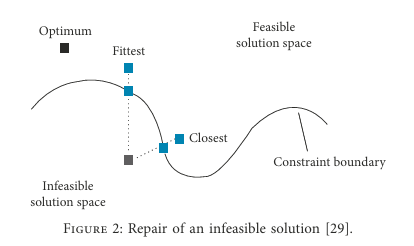 Optimum
Fittest
Feasible
solution space
Closest
Constraint boundary
Infeasible
solution space
FIGURE 2: Repair of an infeasible solution [29].